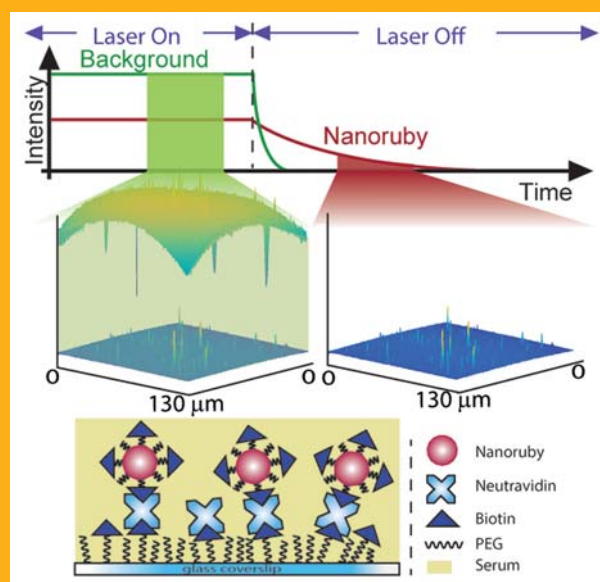 Laser On Laser Off
Background
Intensity
Nanoruby
Time
0 0 0 0
130 μm 130 μm
Nanoruby
Neutravidin
Biotin
PEG
Serum
glass coverslip